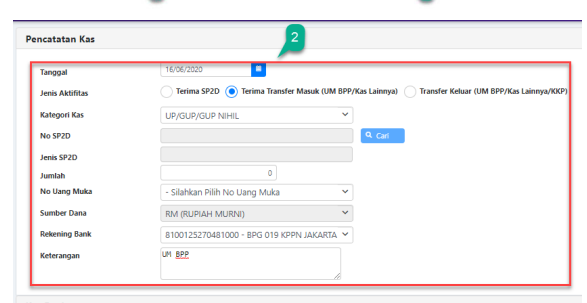 2
Pencatatan Kas
Tanggal 16/06/2020
Jenis Aktifitas Terima SP2D Terima Transfer Masuk (UM BPP/Kas Lainnya) Transfer Keluar (UM BPP/Kas Lainnya/KKP)
Kategori Kas UP/GUP/GUP NIHIL
No SP2D Cari
Jenis SP2D
Jumlah 0
No Uang Muka - Silahkan Pilih No Uang Muka
Sumber Dana RM (RUPIAH MURNI)
Rekening Bank 8100125270481000 - BPG 019 KPPN JAKARTA
Keterangan UM BPP